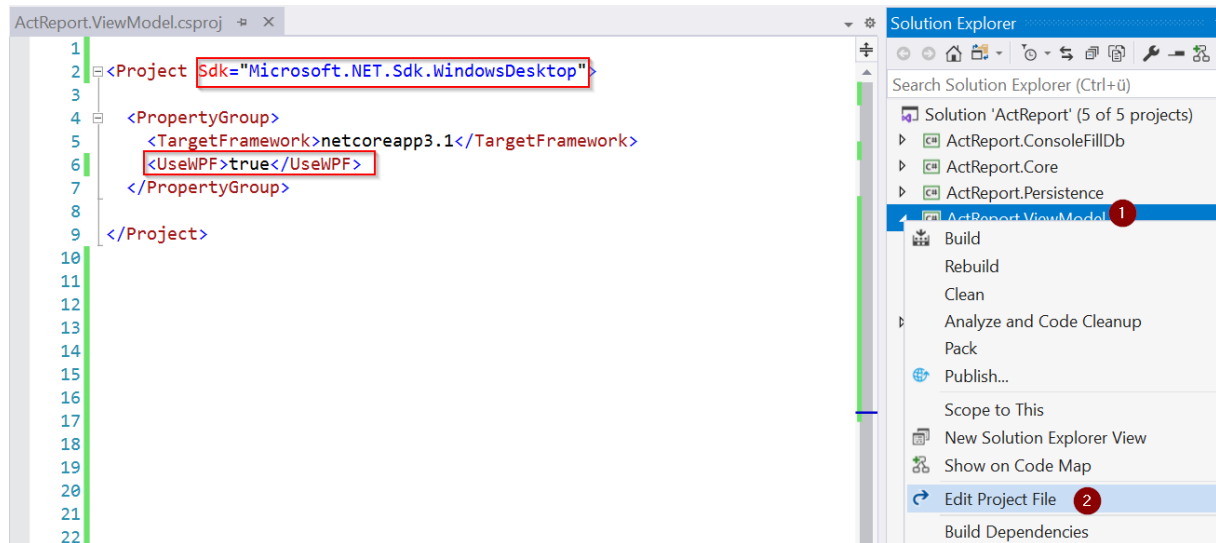 ActReport.ViewModel.csproj
1
2 <Project Sdk="Microsoft.NET.Sdk.WindowsDesktop">
3
4 <PropertyGroup>
5 <TargetFramework>netcoreapp3.1</TargetFramework>
6 <UseWPF>true</UseWPF>
7 </PropertyGroup>
8
9 </Project>
10
11
12
13
14
15
16
17
18
19
20
21
22
Solution Explorer
Search Solution Explorer (Ctrl+ü)
Solution 'ActReport' (5 of 5 projects)
C# ActReport.ConsoleFillDb
C# ActReport.Core
C# ActReport.Persistence
C# ActReport.ViewModel 1
Build
Rebuild
Clean
Analyze and Code Cleanup
Pack
Publish...
Scope to This
New Solution Explorer View
Show on Code Map
Edit Project File 2
Build Dependencies